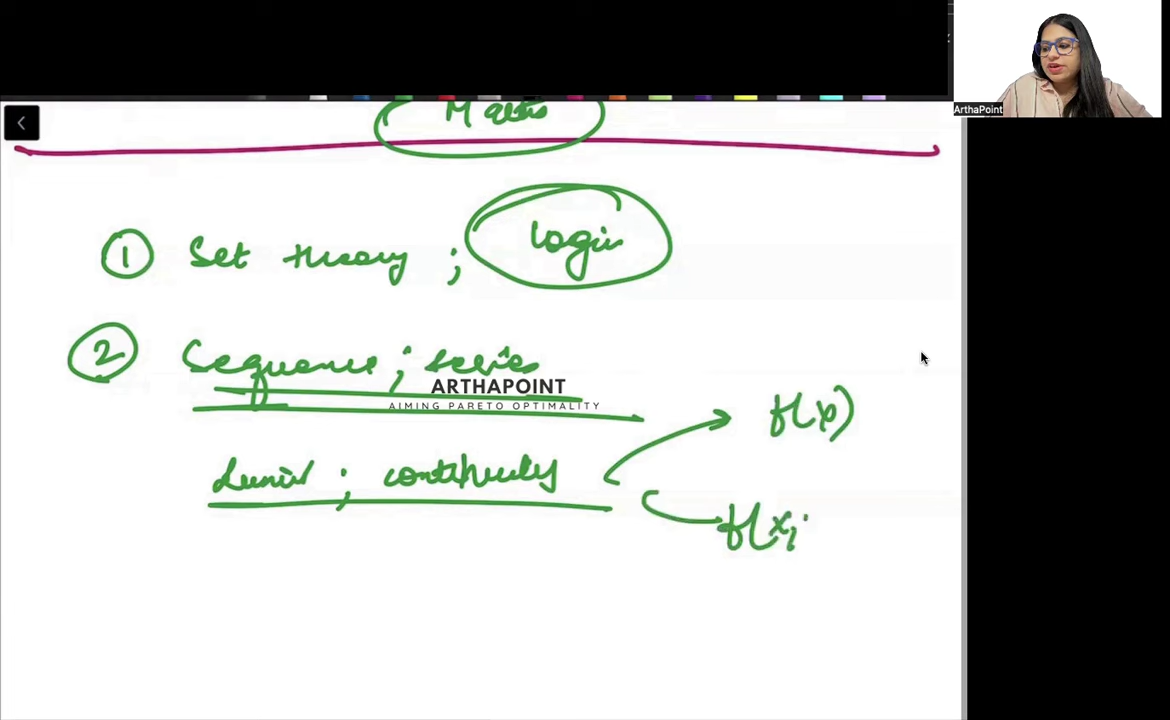 ArthaPoint
Maths
1 Set theory ; Logic
2 Sequence ; series
ARTHAPOINT
AIMING PARETO OPTIMALITY
f(x)
Limit ; continuity
f(x,